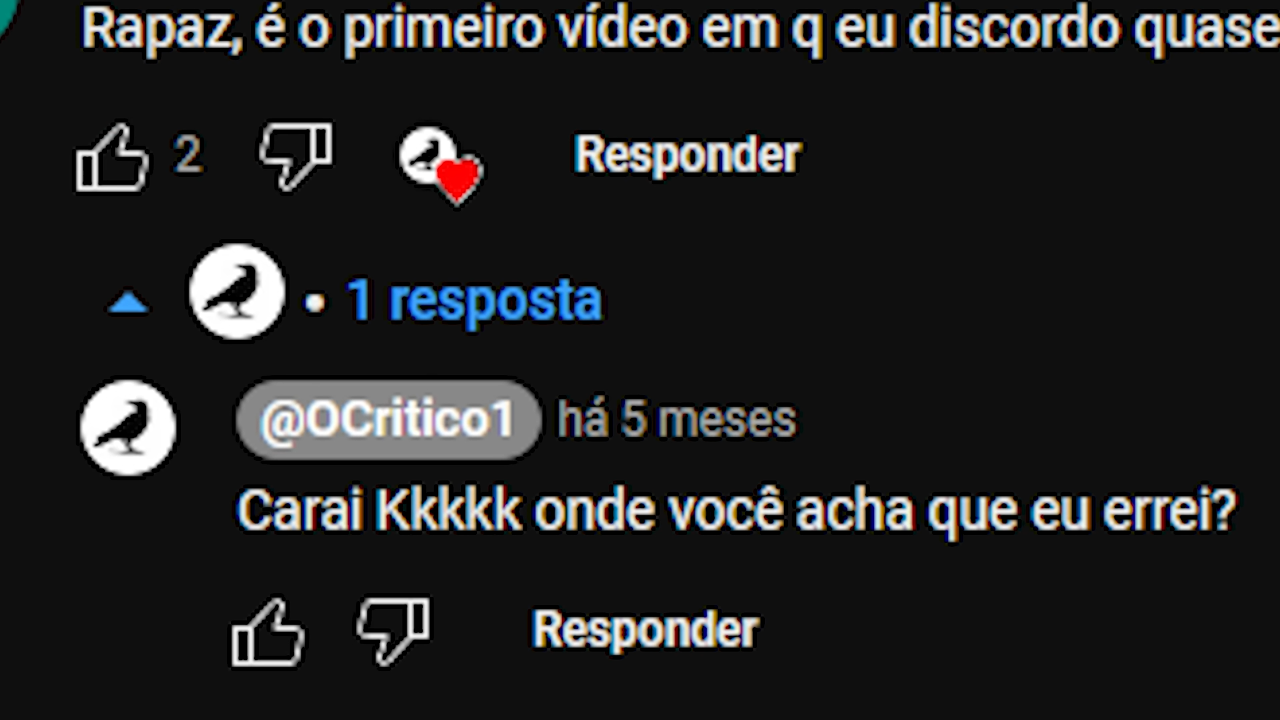 Rapaz, é o primeiro vídeo em q eu discordo quase
2
Responder
• 1 resposta
@OCritico1 há 5 meses
Carai Kkkkk onde você acha que eu errei?
Responder